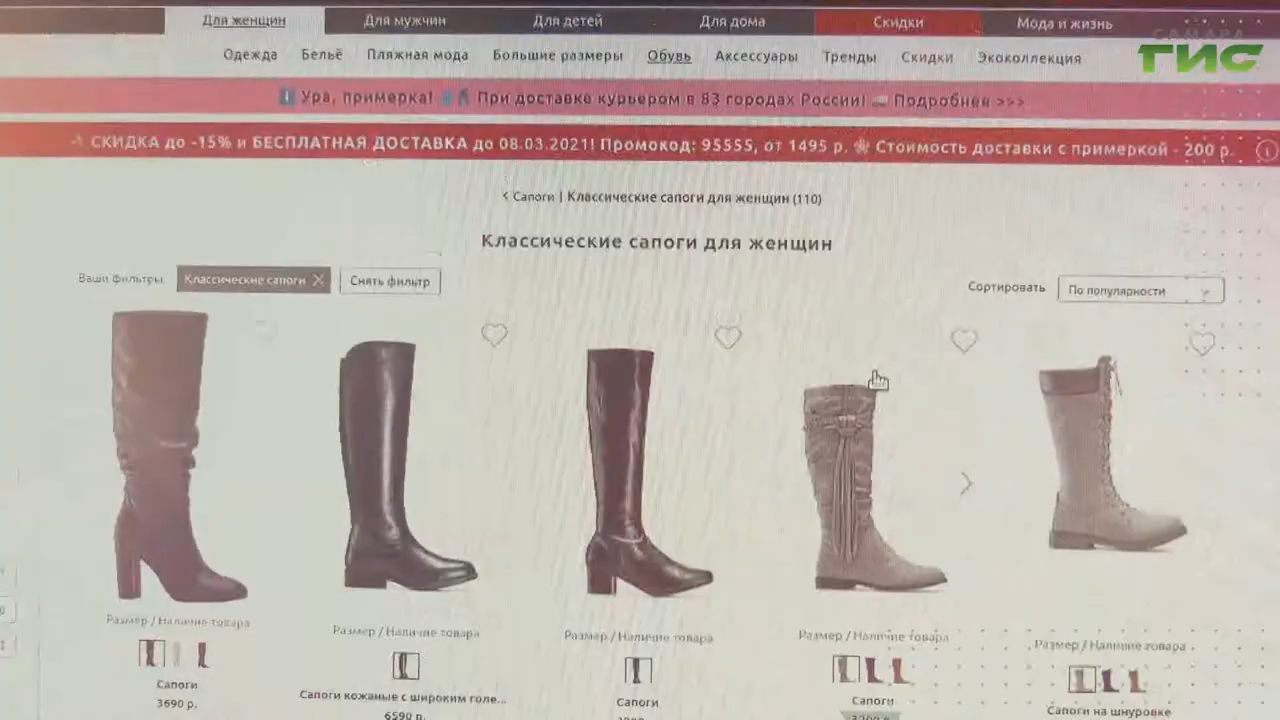 Для женщин Для мужчин Для детей Для дома Скидки Мода и жизнь
САМАРА
ГИС
Одежда Бельё Пляжная мода Большие размеры Обувь Аксессуары Тренды Скидки Экоколлекция
Ура, примерка! При доставке курьером в 83 городах России! Подробнее >>>
СКИДКА до -15% и БЕСПЛАТНАЯ ДОСТАВКА до 08.03.2021! Промокод: 95555, от 1495 р. Стоимость доставки с примеркой - 200 р.
< Сапоги | Классические сапоги для женщин (110)
Классические сапоги для женщин
Ваши фильтры: Классические сапоги Снять фильтр Сортировать По популярности
Размер / Наличие товара Размер / Наличие товара Размер / Наличие товара Размер / Наличие товара Размер / Наличие товара
Сапоги Сапоги кожаные с широким голе... Сапоги Сапоги Сапоги на шнуровке
3690 р. 6590 р.